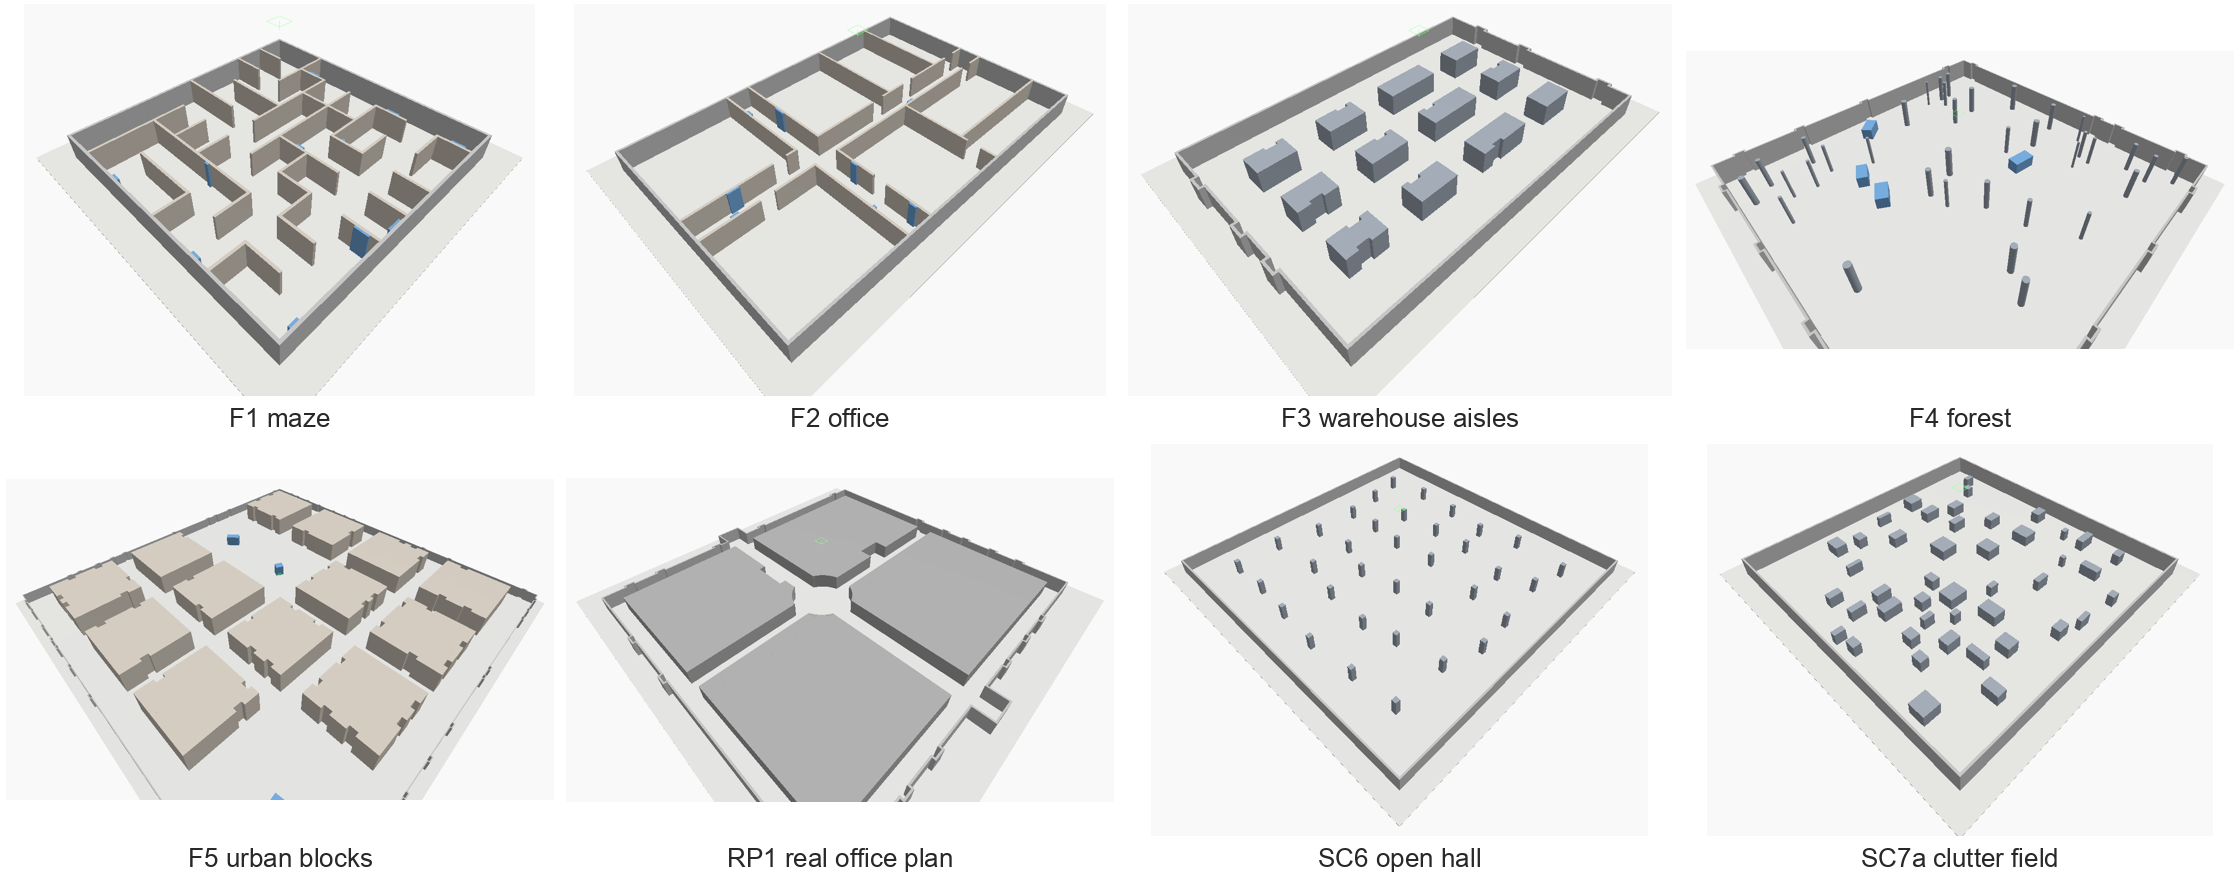 F1 maze
F2 office
F3 warehouse aisles
F4 forest
F5 urban blocks
RP1 real office plan
SC6 open hall
SC7a clutter field